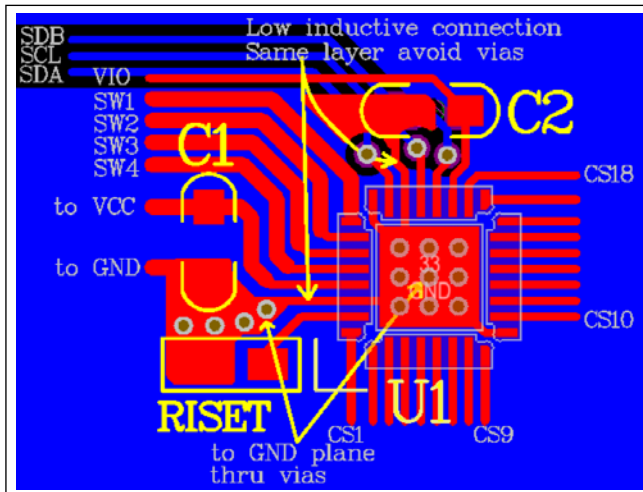 Low inductive connection
Same layer avoid vias
SDB
SCL
SDA
VIO
SW1
SW2
SW3
SW4
C1
C2
to VCC
to GND
CS18
33
GND
CS10
RISET
U1
CS1
CS9
to GND plane
thru vias